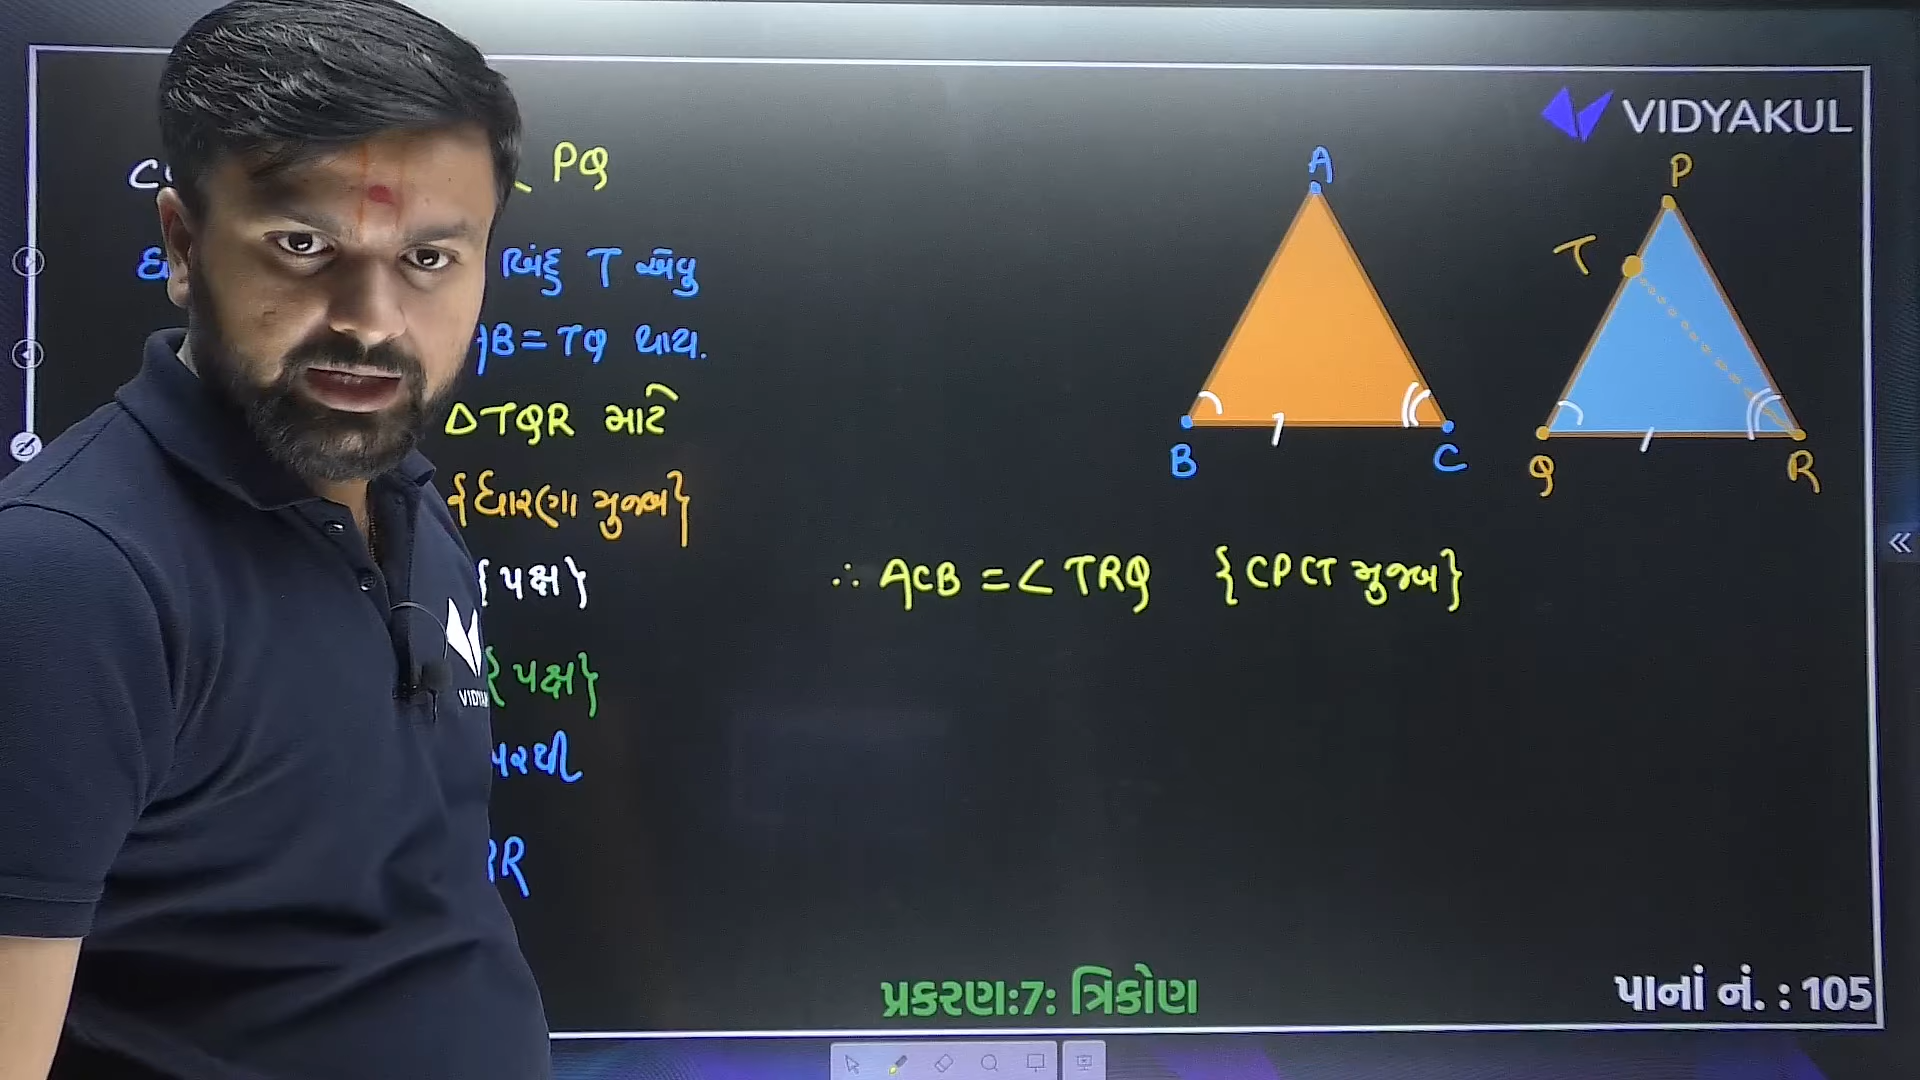 VIDYAKUL
PQ
બિંદુ T એવુ
B = TQ થાય.
ΔTQR માટે
{ધારણા મુજબ}
{પક્ષ}
{પક્ષ}
પરથી
R
A
B
C
P
T
Q
R
∴ ACB = ∠ TRQ {CPCT મુજબ}
પ્રકરણ:7: ત્રિકોણ
પાનાં નં. : 105